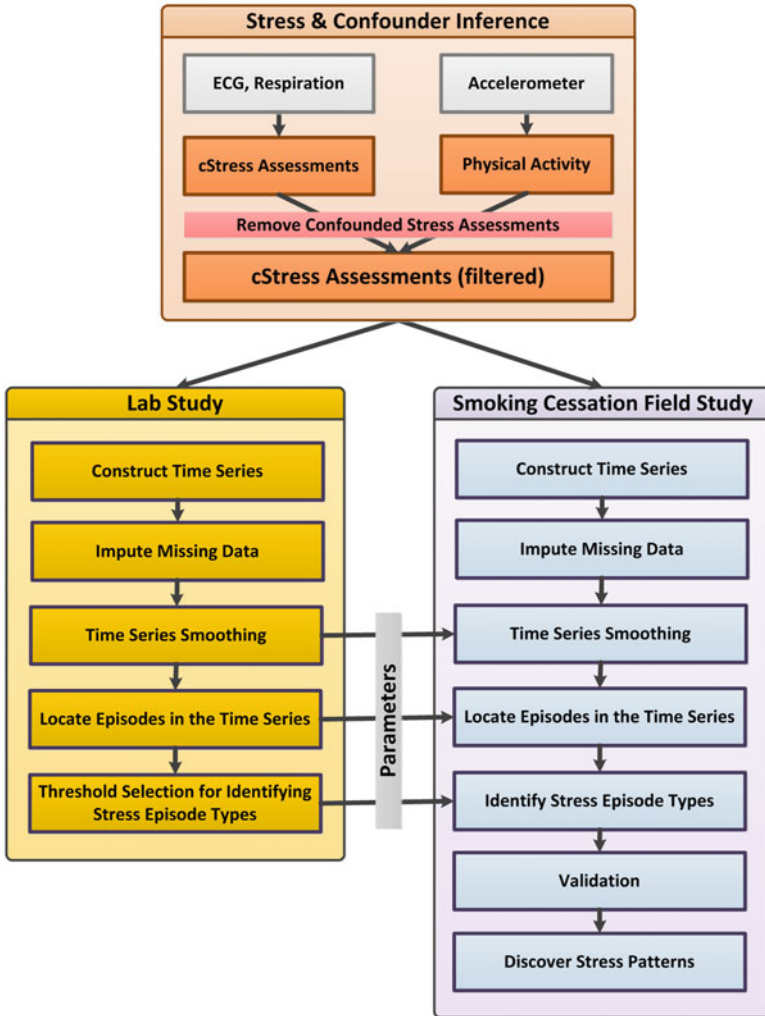 Stress & Confounder Inference
ECG, Respiration
Accelerometer
cStress Assessments
Physical Activity
Remove Confounded Stress Assessments
cStress Assessments (filtered)
Lab Study
Construct Time Series
Impute Missing Data
Time Series Smoothing
Locate Episodes in the Time Series
Threshold Selection for Identifying
Stress Episode Types
Parameters
Smoking Cessation Field Study
Construct Time Series
Impute Missing Data
Time Series Smoothing
Locate Episodes in the Time Series
Identify Stress Episode Types
Validation
Discover Stress Patterns